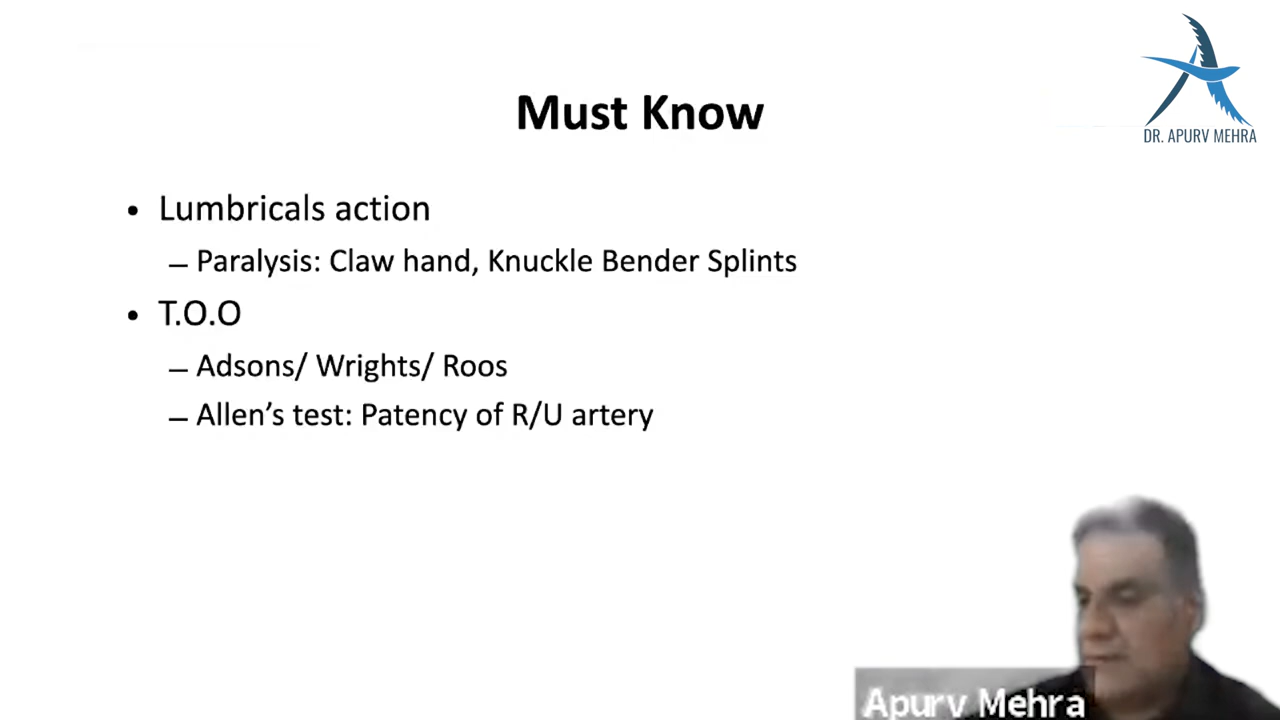 DR. APURV MEHRA
Must Know
• Lumbricals action
– Paralysis: Claw hand, Knuckle Bender Splints
• T.O.O
– Adsons/ Wrights/ Roos
– Allen’s test: Patency of R/U artery
Apurv Mehra